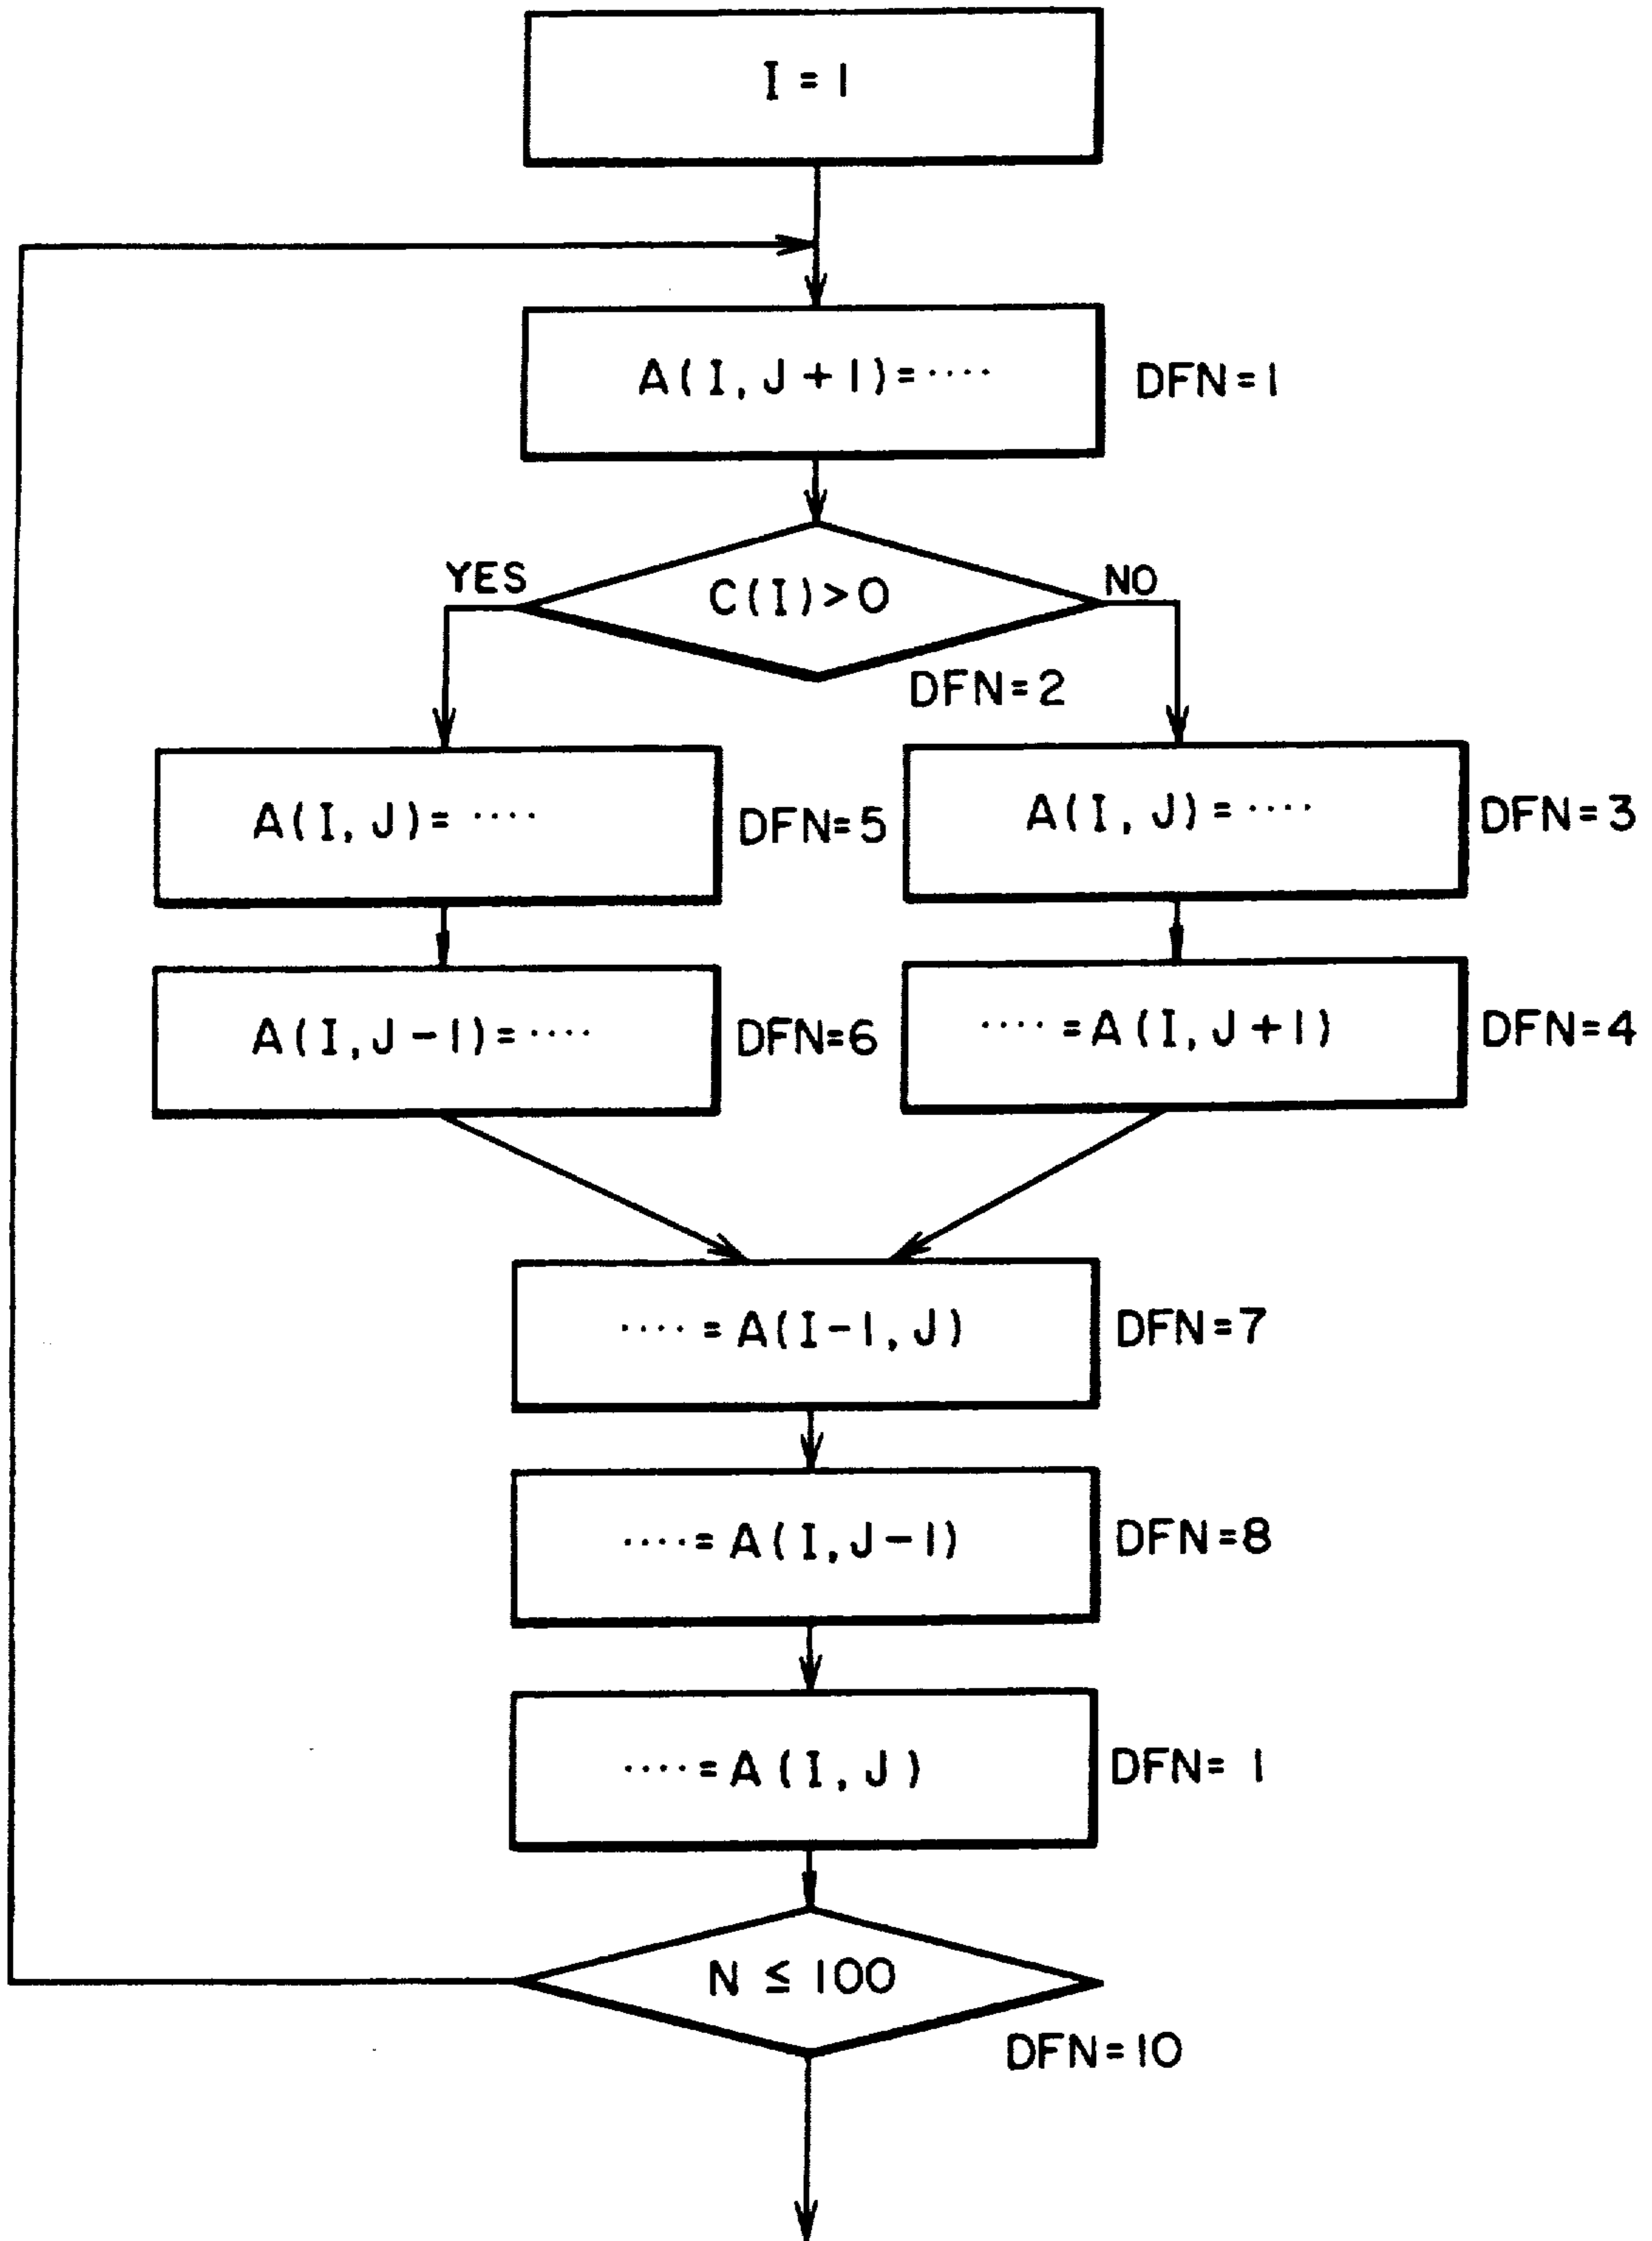 I = 1
A(I, J+1)= ····
DFN=1
C(I)>0
YES
NO
DFN=2
A(I, J)= ····
DFN=5
A(I, J)= ····
DFN=3
A(I, J-1)= ····
DFN=6
···· =A(I, J+1)
DFN=4
···· = A(I-1, J)
DFN=7
···· = A(I, J-1)
DFN=8
···· = A(I, J)
DFN= 1
N ≤ 100
DFN=10